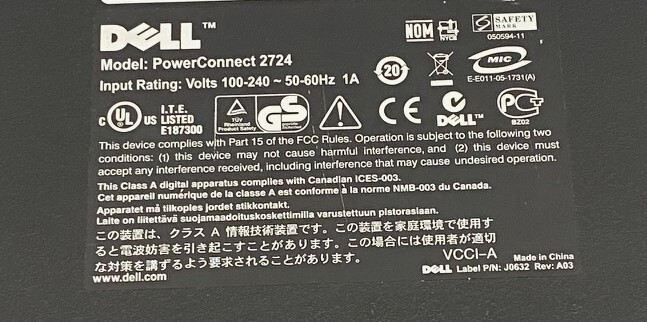 DELL™
Model: PowerConnect 2724
Input Rating: Volts 100-240 ~ 50-60Hz 1A
NOM
NYCE
SAFETY
MARK
050594-11
20
MIC
E-E011-05-1731(A)
C UL US LISTED
I.T.E.
E187300
TÜV
Rheinland
Product Safety
GS
geprüfte
Sicherheit
CE
DELL™
PC
BZ02
This device complies with Part 15 of the FCC Rules. Operation is subject to the following two
conditions: (1) this device may not cause harmful interference, and (2) this device must
accept any interference received, including interference that may cause undesired operation.
This Class A digital apparatus complies with Canadian ICES-003.
Cet appareil numérique de la classe A est conforme à la norme NMB-003 du Canada.
Apparatet må tilkoples jordet stikkontakt.
Laite on liitettävä suojamaadoituskoskettimilla varustettuun pistorasiaan.
この装置は、クラス A 情報技術装置です。この装置を家庭環境で使用す
ると電波妨害を引き起こすことがあります。この場合には使用者が適切
な対策を講ずるよう要求されることがあります。
VCCI-A
www.dell.com
Made in China
DELL Label P/N: J0632 Rev: A03